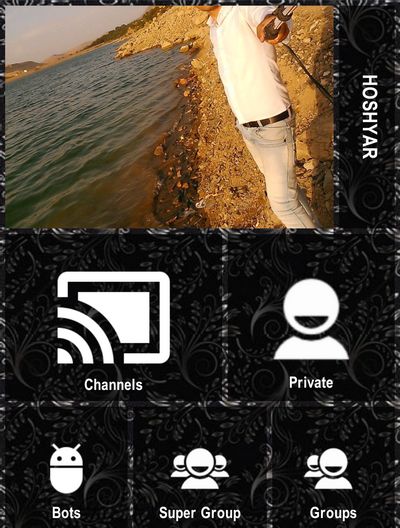 HOSHYAR
Channels
Private
Bots
Super Group
Groups